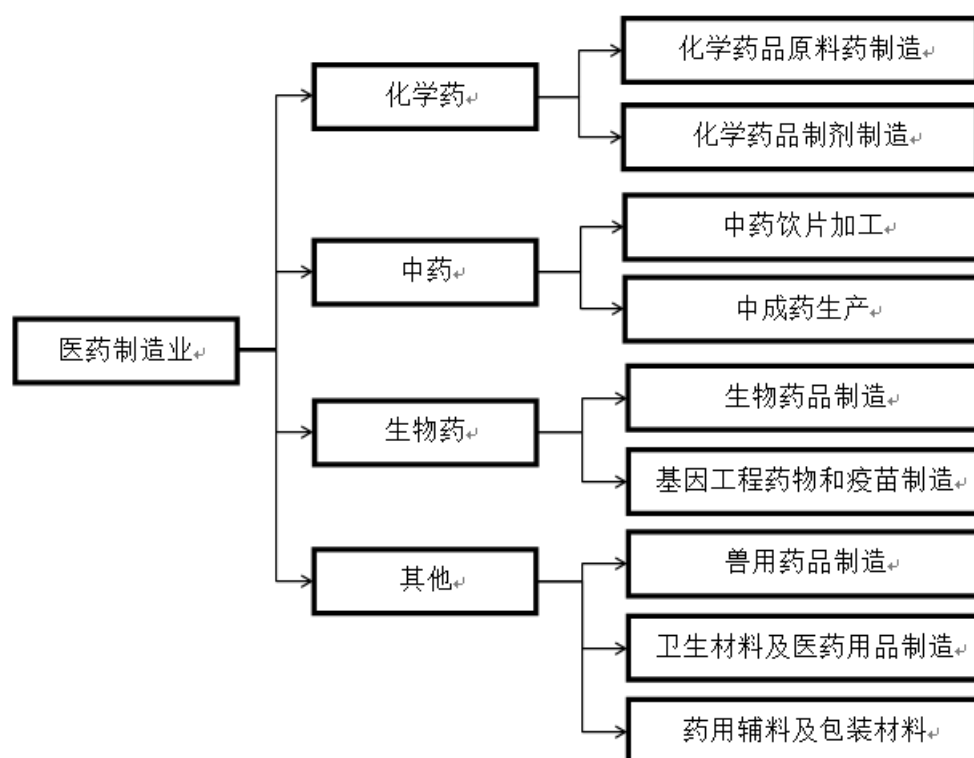 化学药品原料药制造
化学药
化学药品制剂制造
中药饮片加工
中药
中成药生产
医药制造业
生物药品制造
生物药
基因工程药物和疫苗制造
兽用药品制造
其他
卫生材料及医药用品制造
药用辅料及包装材料